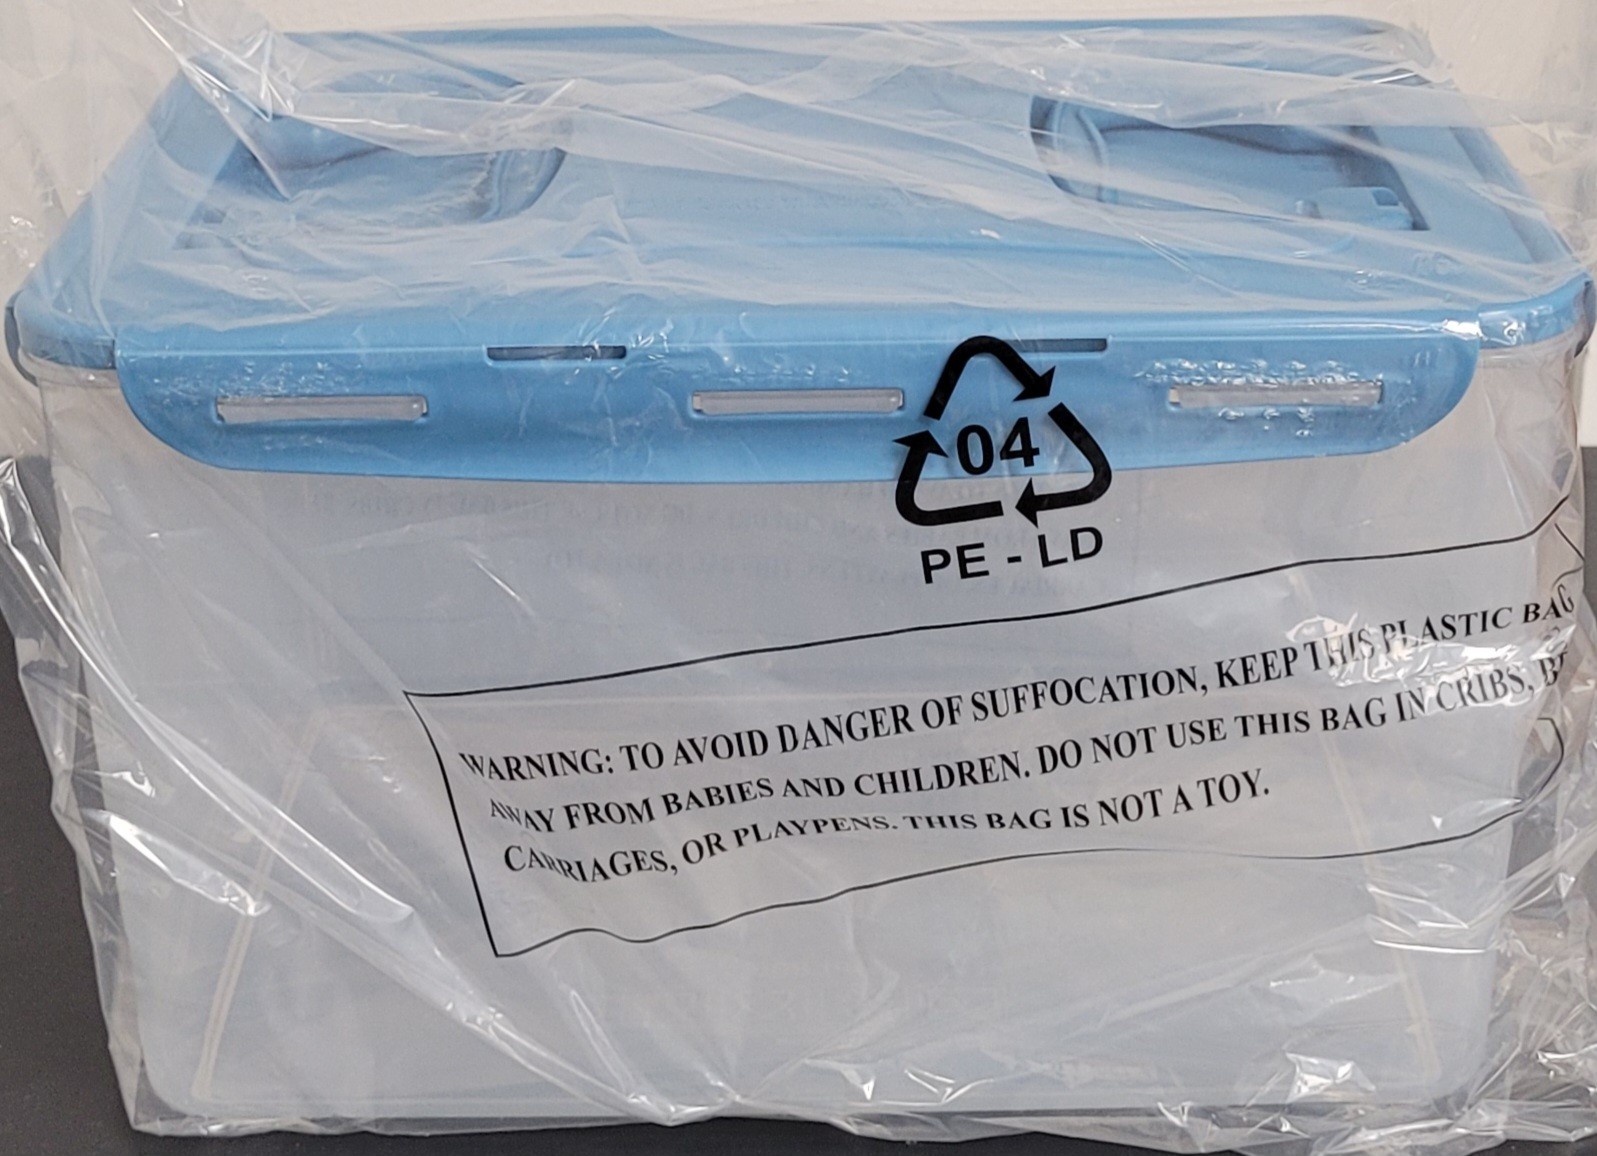 04
PE - LD
WARNING: TO AVOID DANGER OF SUFFOCATION, KEEP THIS PLASTIC BAG
AWAY FROM BABIES AND CHILDREN. DO NOT USE THIS BAG IN CRIBS,
CARRIAGES, OR PLAYPENS. THIS BAG IS NOT A TOY.